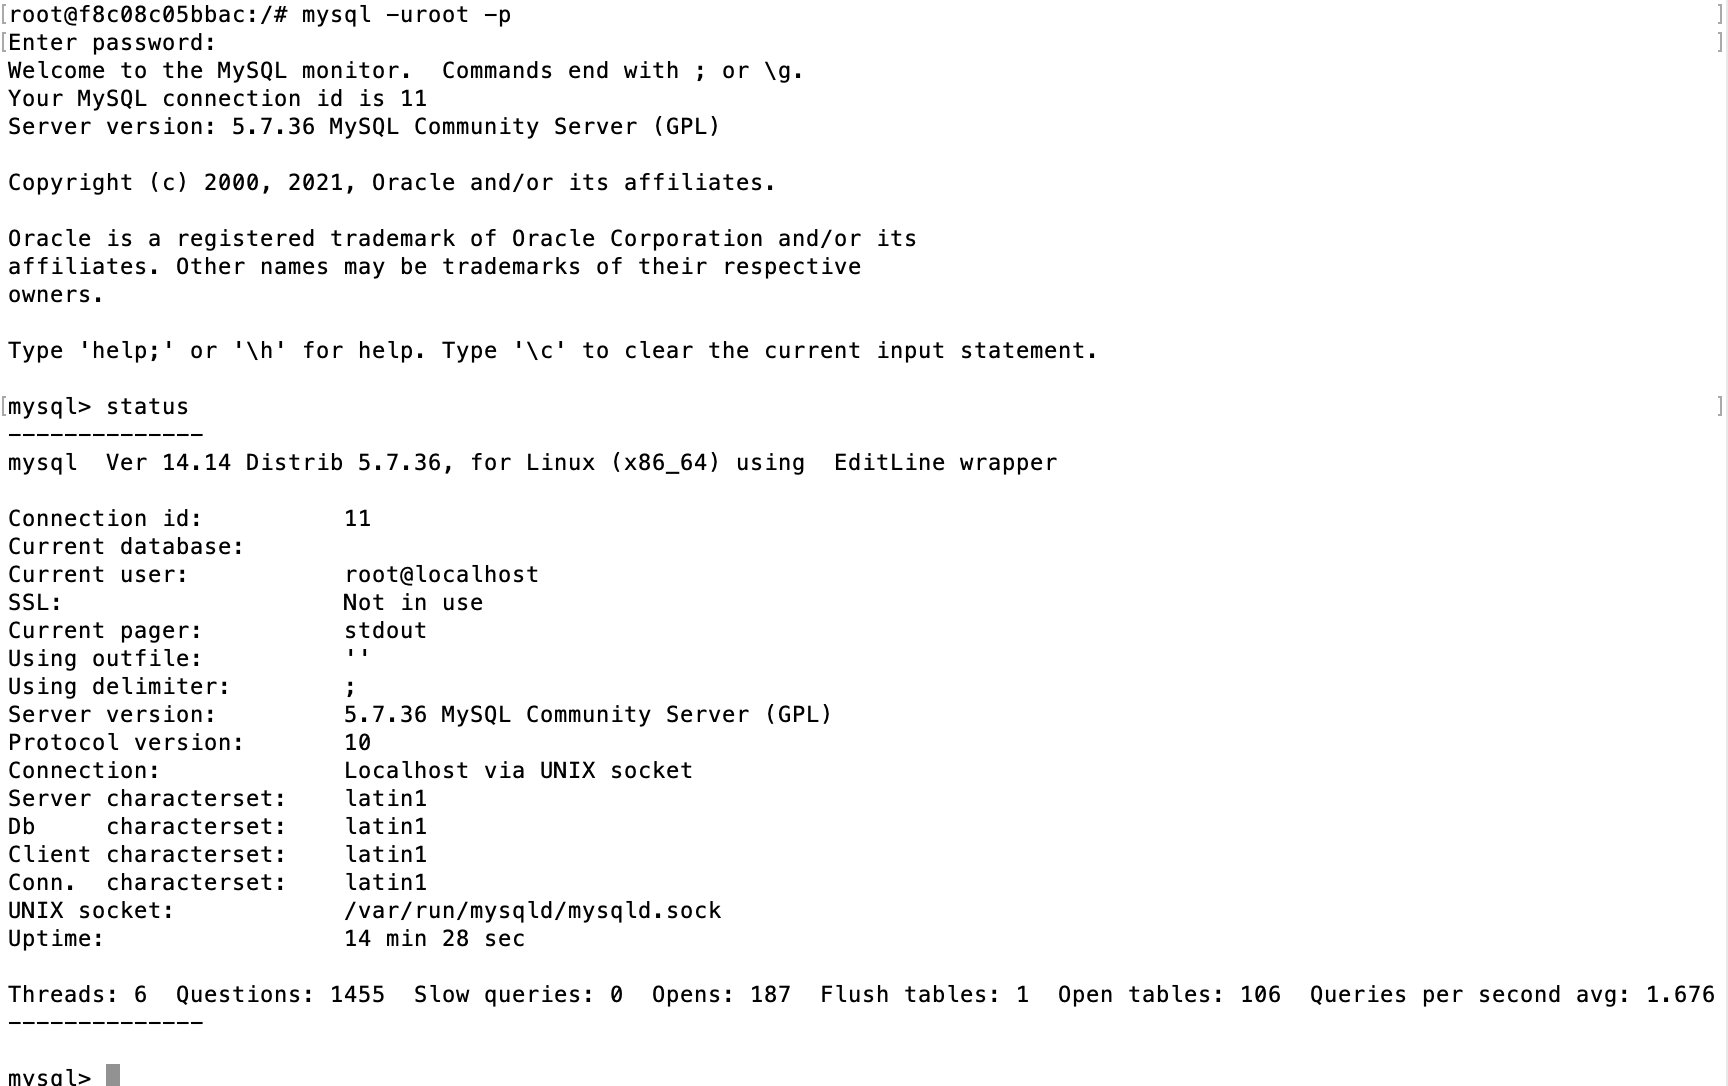 [root@f8c08c05bbac:/# mysql -uroot -p ]
[Enter password: ]
Welcome to the MySQL monitor.  Commands end with ; or \g.
Your MySQL connection id is 11
Server version: 5.7.36 MySQL Community Server (GPL)
Copyright (c) 2000, 2021, Oracle and/or its affiliates.
Oracle is a registered trademark of Oracle Corporation and/or its
affiliates. Other names may be trademarks of their respective
owners.
Type 'help;' or '\h' for help. Type '\c' to clear the current input statement.
[mysql> status ]
--------------
mysql  Ver 14.14 Distrib 5.7.36, for Linux (x86_64) using  EditLine wrapper
Connection id:          11
Current database:
Current user:           root@localhost
SSL:                    Not in use
Current pager:          stdout
Using outfile:          ''
Using delimiter:        ;
Server version:         5.7.36 MySQL Community Server (GPL)
Protocol version:       10
Connection:             Localhost via UNIX socket
Server characterset:    latin1
Db     characterset:    latin1
Client characterset:    latin1
Conn.  characterset:    latin1
UNIX socket:            /var/run/mysqld/mysqld.sock
Uptime:                 14 min 28 sec
Threads: 6  Questions: 1455  Slow queries: 0  Opens: 187  Flush tables: 1  Open tables: 106  Queries per second avg: 1.676
--------------
mysql>